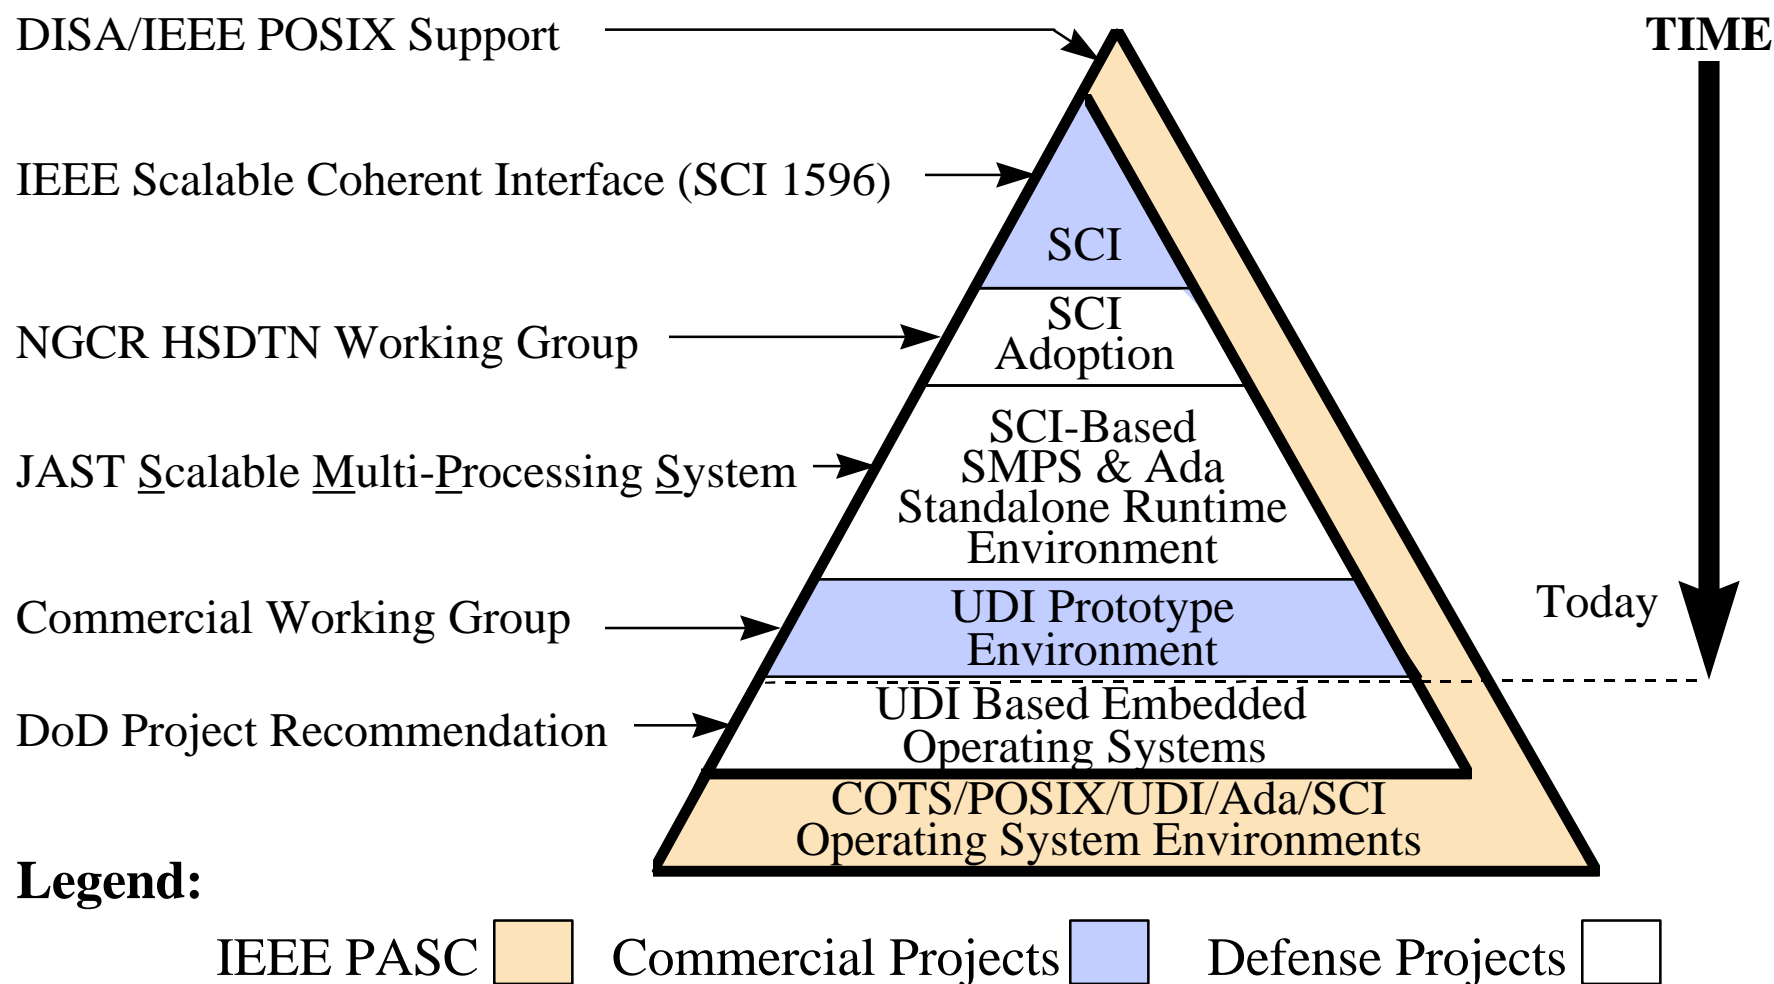 DISA/IEEE POSIX Support
TIME
IEEE Scalable Coherent Interface (SCI 1596)
SCI
SCI
Adoption
NGCR HSDTN Working Group
SCI-Based
SMPS & Ada
Standalone Runtime
Environment
JAST Scalable Multi-Processing System
UDI Prototype
Environment
Commercial Working Group
Today
UDI Based Embedded
Operating Systems
DoD Project Recommendation
COTS/POSIX/UDI/Ada/SCI
Operating System Environments
Legend:
IEEE PASC
Commercial Projects
Defense Projects